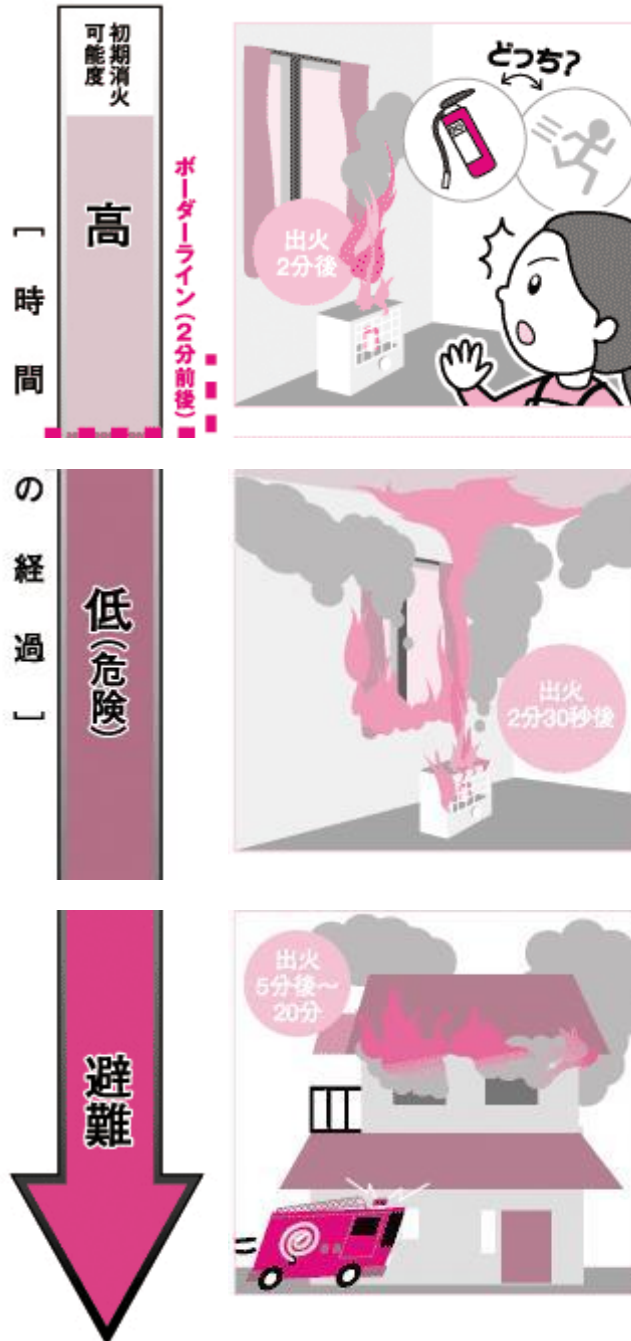 初期消火
可能度
高
ボーダーライン(2分前後)
[時間の経過]
どっち?
出火
2分後
低(危険)
出火
2分30秒後
避難
出火
5分後〜
20分